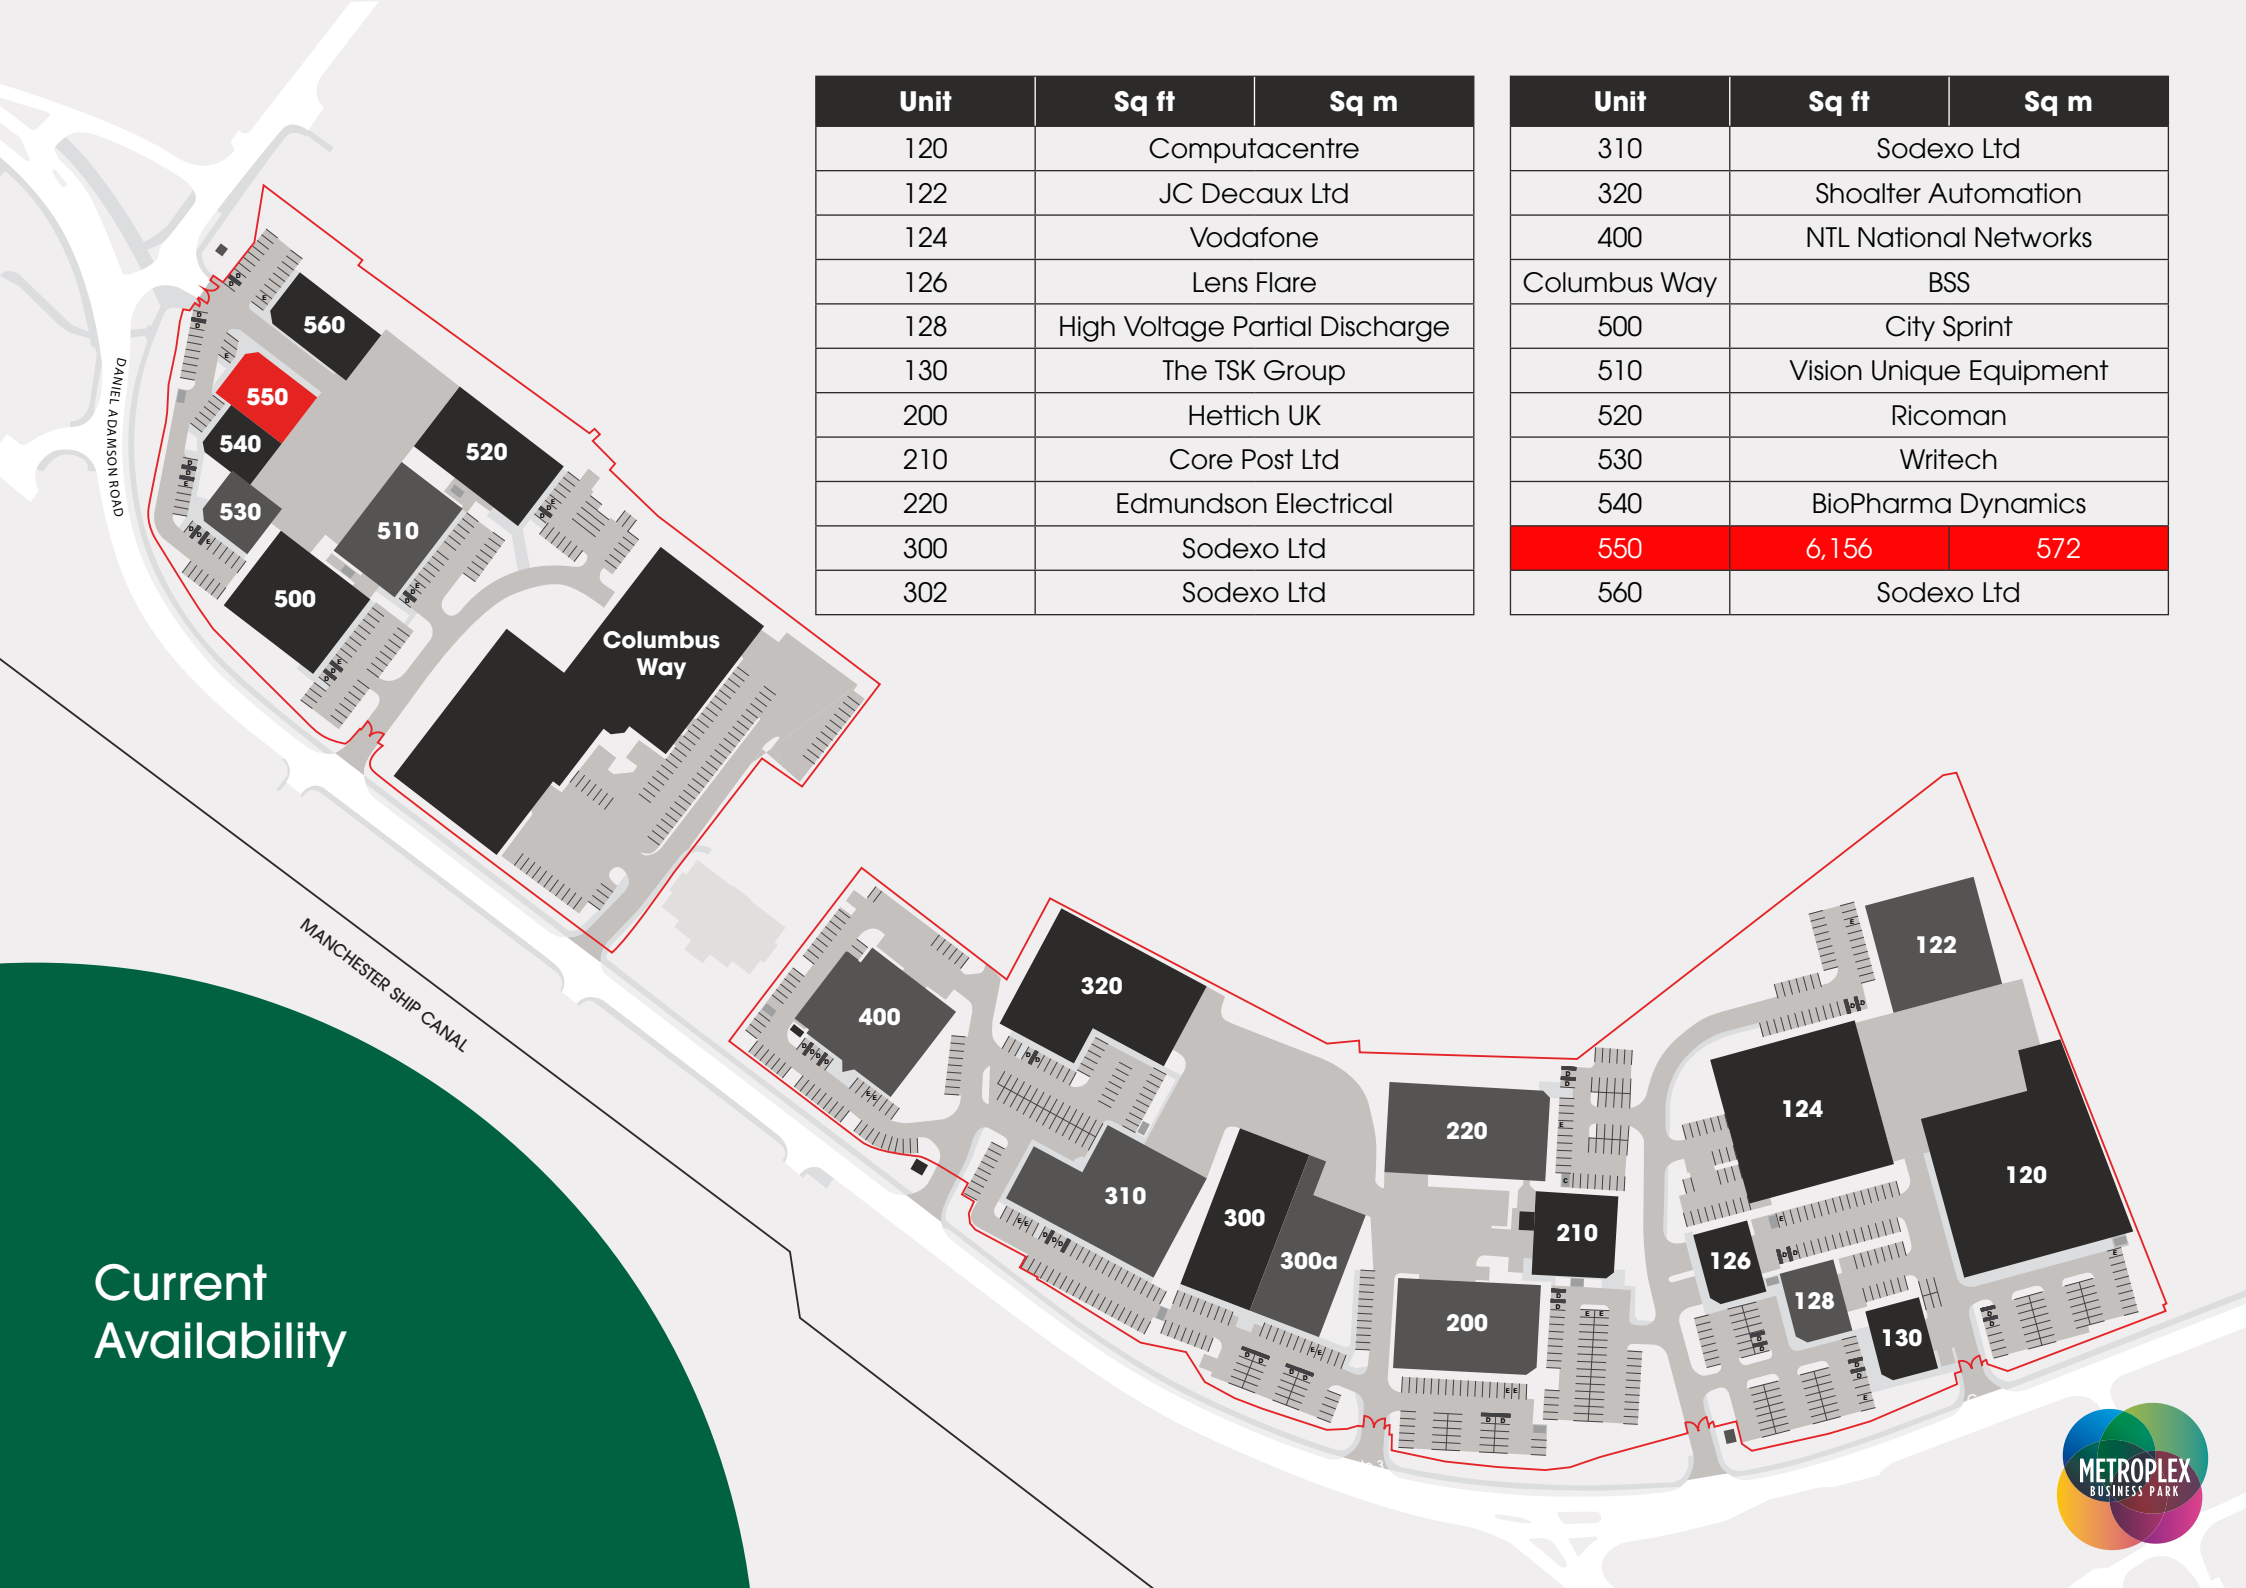 Unit Sq ft Sq m
120 Computacentre
122 JC Decaux Ltd
124 Vodafone
126 Lens Flare
128 High Voltage Partial Discharge
130 The TSK Group
200 Hettich UK
210 Core Post Ltd
220 Edmundson Electrical
300 Sodexo Ltd
302 Sodexo Ltd
Unit Sq ft Sq m
310 Sodexo Ltd
320 Shoalter Automation
400 NTL National Networks
Columbus Way BSS
500 City Sprint
510 Vision Unique Equipment
520 Ricoman
530 Writech
540 BioPharma Dynamics
550 6,156 572
560 Sodexo Ltd
560
550
540
520
530
510
500
Columbus
Way
DANIEL ADAMSON ROAD
MANCHESTER SHIP CANAL
400
320
310
300
300a
220
210
200
122
124
120
126
128
130
Current
Availability
METROPLEX
BUSINESS PARK